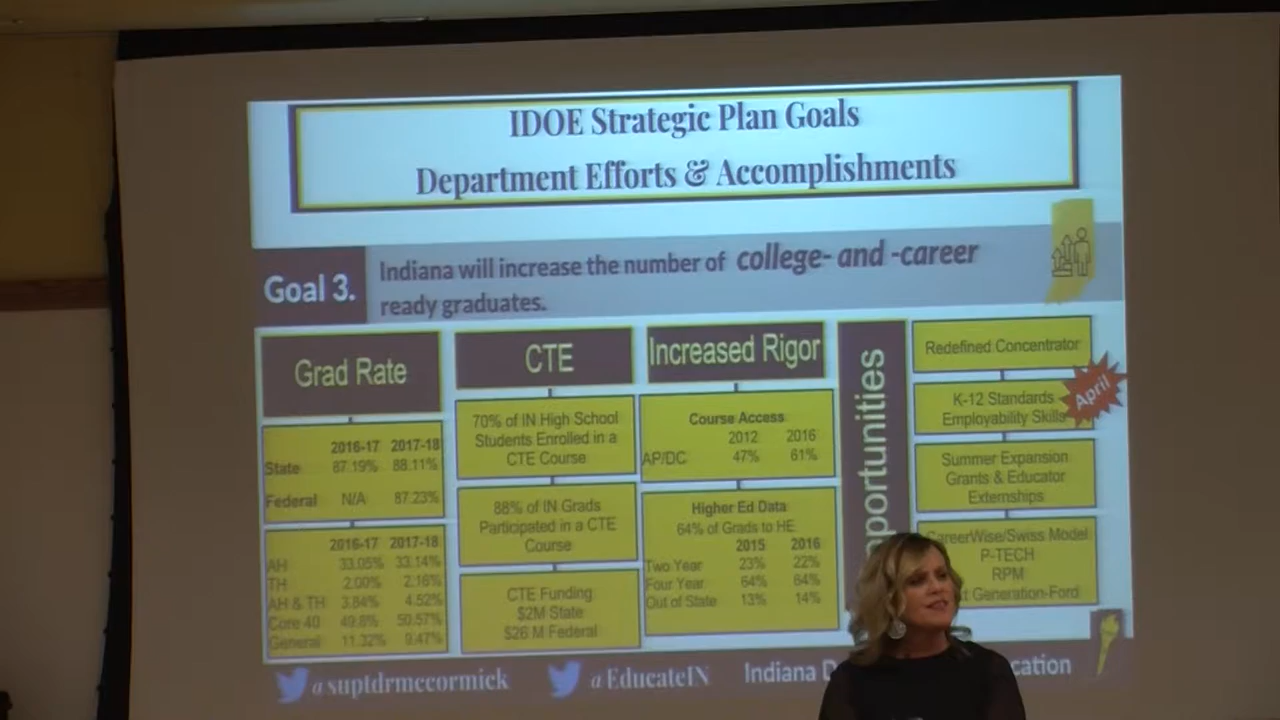 IDOE Strategic Plan Goals
Department Efforts & Accomplishments
Goal 3.
Indiana will increase the number of college- and -career
ready graduates.
Grad Rate
2016-17 2017-18
State 87.19% 88.11%
Federal N/A 87.23%
2016-17 2017-18
AH 33.05% 33.14%
TH 2.00% 2.16%
AH & TH 3.84% 4.52%
Core 40 49.8% 50.57%
General 11.32% 9.47%
CTE
70% of IN High School
Students Enrolled in a
CTE Course
88% of IN Grads
Participated in a CTE
Course
CTE Funding
$2M State
$26 M Federal
Increased Rigor
Course Access
2012 2016
AP/DC 47% 61%
Higher Ed Data
64% of Grads to HE
2015 2016
Two Year 23% 22%
Four Year 64% 64%
Out of State 13% 14%
portunities
Redefined Concentrator
K-12 Standards
Employability Skills
April
Summer Expansion
Grants & Educator
Externships
CareerWise/Swiss Model
P-TECH
RPM
t Generation-Ford
@suptdrmccormick
@EducateIN
Indiana D cation